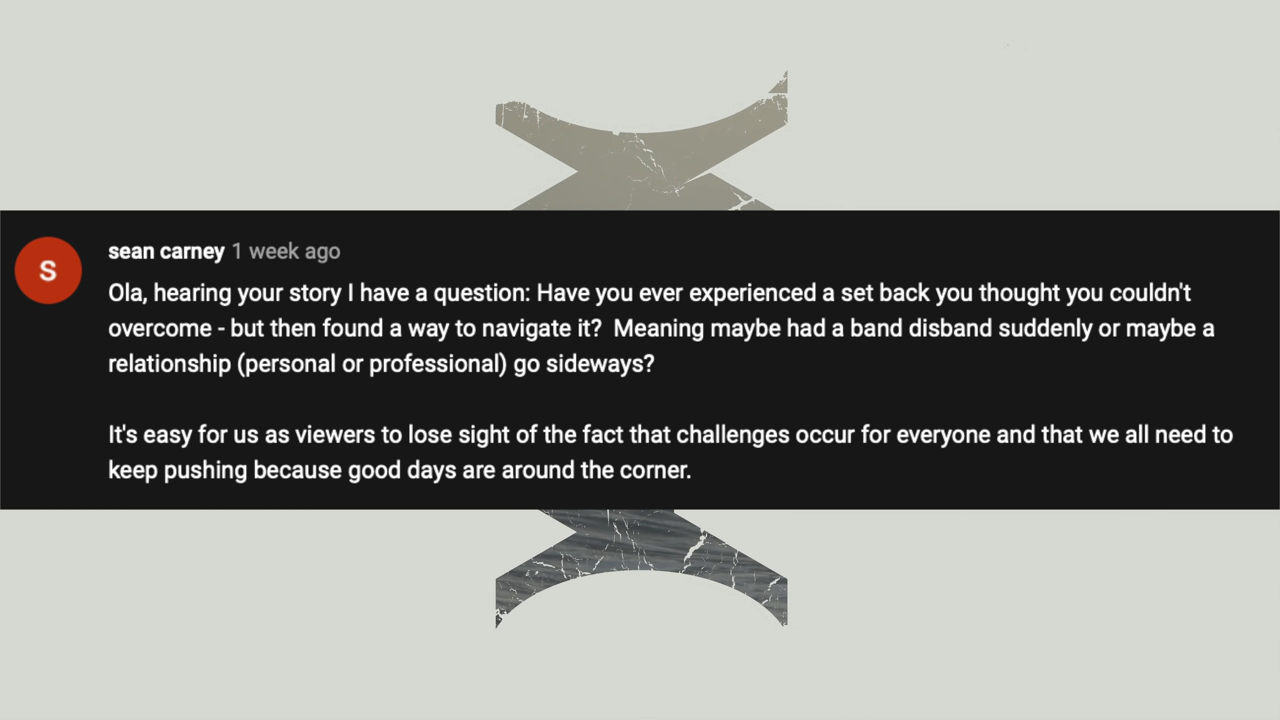 S
sean carney 1 week ago
Ola, hearing your story I have a question: Have you ever experienced a set back you thought you couldn't
overcome - but then found a way to navigate it?  Meaning maybe had a band disband suddenly or maybe a
relationship (personal or professional) go sideways?
It's easy for us as viewers to lose sight of the fact that challenges occur for everyone and that we all need to
keep pushing because good days are around the corner.